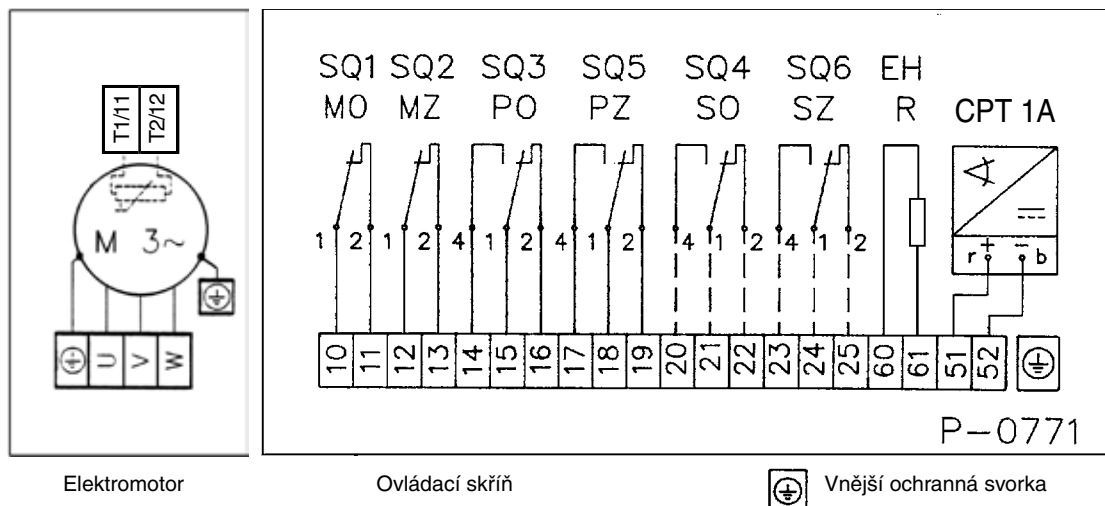 SQ1 SQ2 SQ3 SQ5 SQ4 SQ6 EH
MO MZ PO PZ SO SZ R CPT 1A
T1/11 T2/12
M 3~
1 2 1 2 4 1 2 4 1 2 4 1 2 4 1 2 r + − b
U V W
10 11 12 13 14 15 16 17 18 19 20 21 22 23 24 25 60 61 51 52
P-0771
Elektromotor
Ovládací skříň
Vnější ochranná svorka